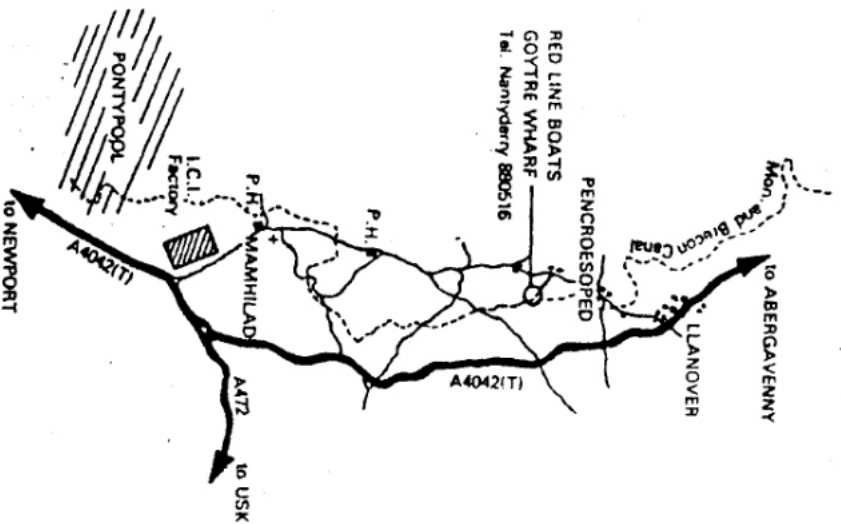 Mon. and Brecon Canal
to ABERGAVENNY
LLANOVER
PENCROESOPED
RED LINE BOATS
GOYTRE WHARF
Tel. Nantyderry 880516
A4042(T)
P.H.
P.H.
MAMHILAD
I.C.I.
Factory
PONTYPOOL
A4042(T)
to NEWPORT
A472
to USK